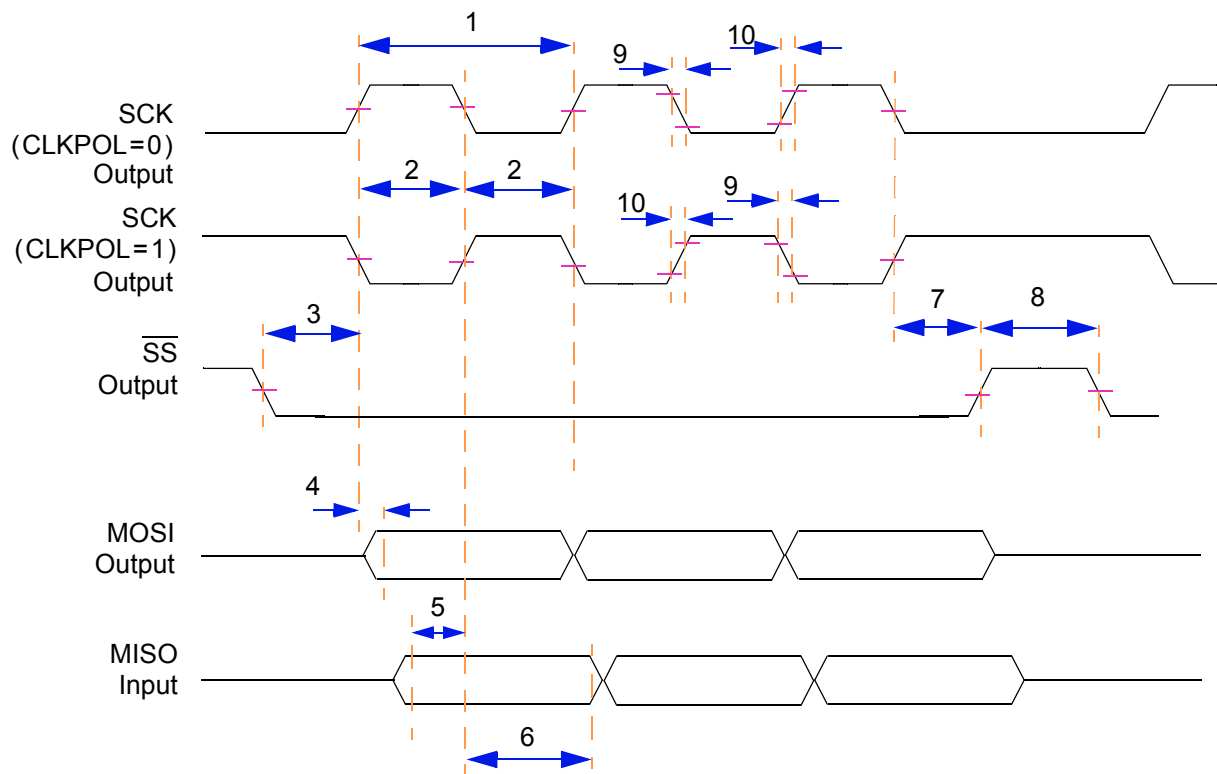 1
9
10
SCK
(CLKPOL=0)
Output
2
2
10
9
SCK
(CLKPOL=1)
Output
3
7
8
SS
Output
4
MOSI
Output
5
MISO
Input
6